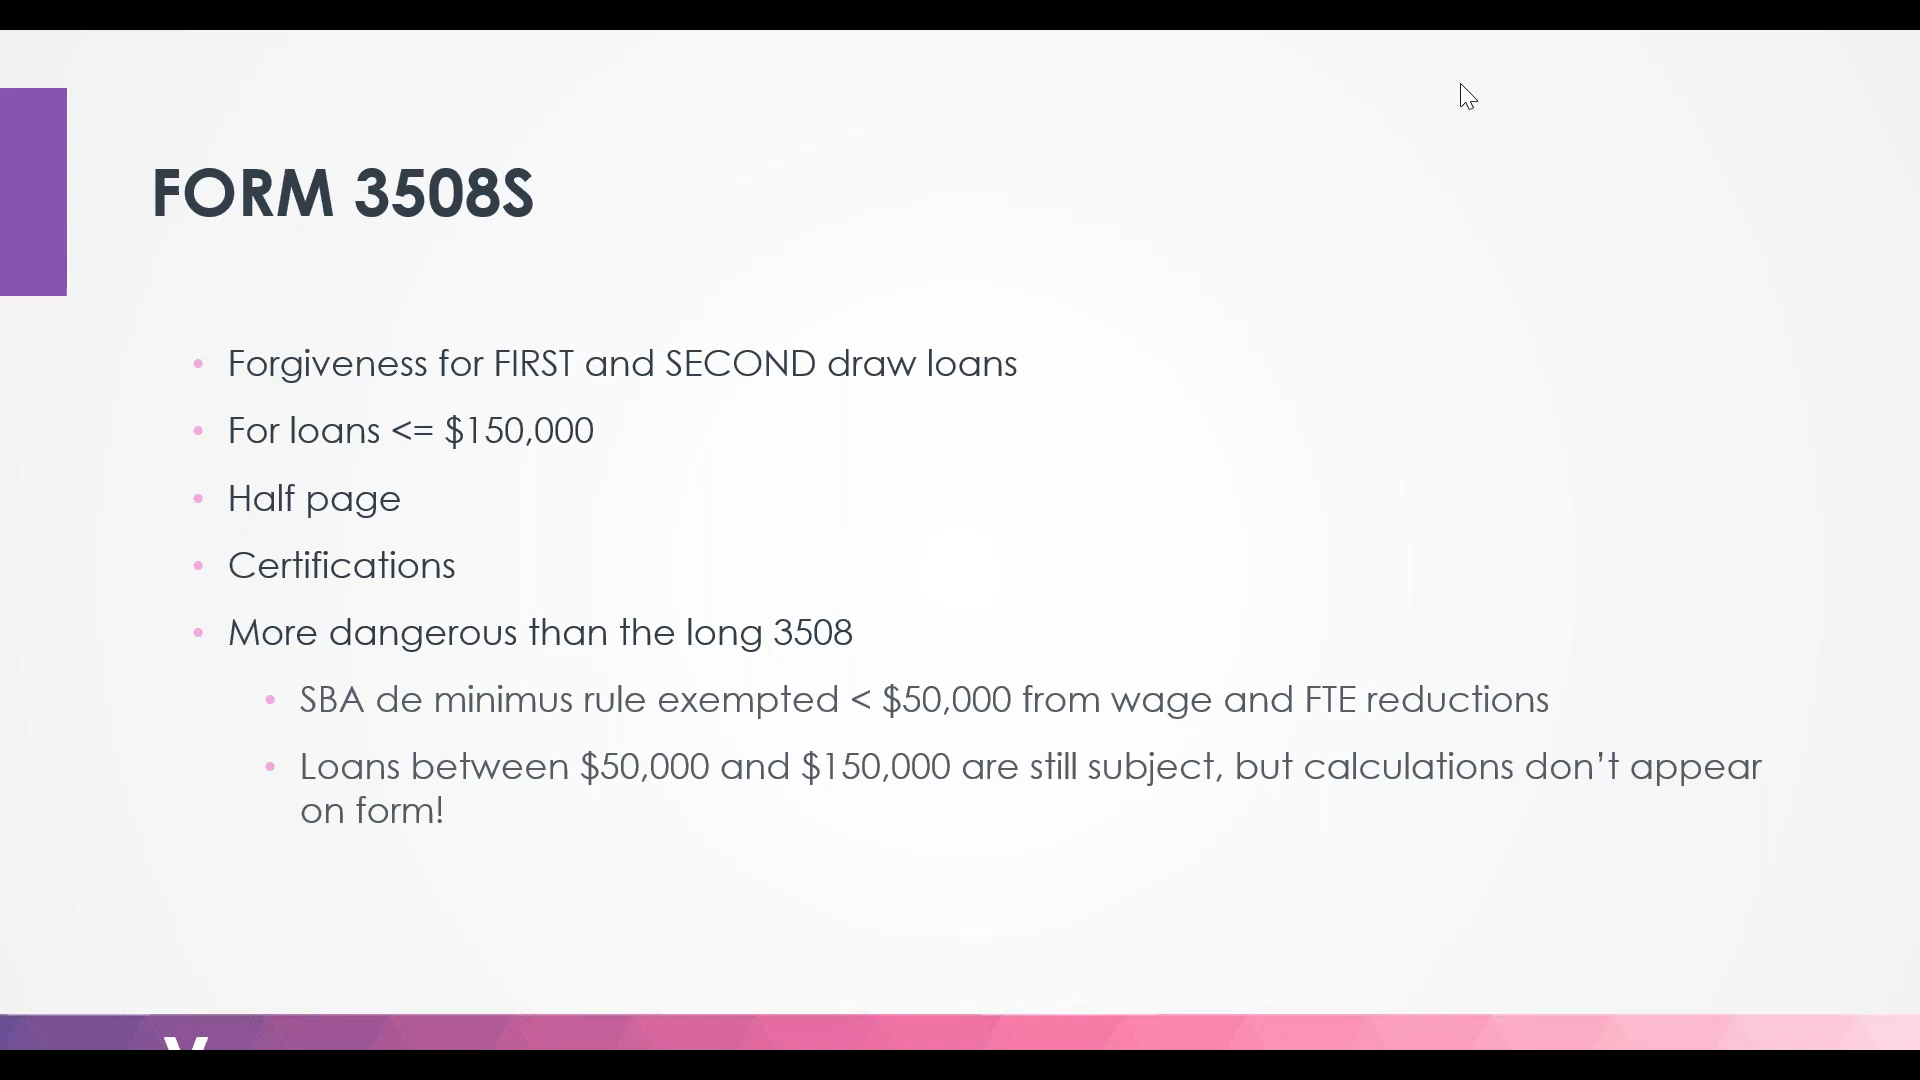 FORM 3508S
• Forgiveness for FIRST and SECOND draw loans
• For loans <= $150,000
• Half page
• Certifications
• More dangerous than the long 3508
• SBA de minimus rule exempted < $50,000 from wage and FTE reductions
• Loans between $50,000 and $150,000 are still subject, but calculations don’t appear
on form!